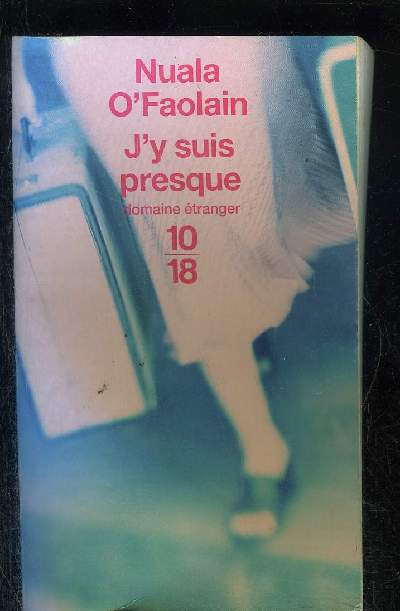 Nuala
O'Faolain
J'y suis
presque
domaine étranger
10
18